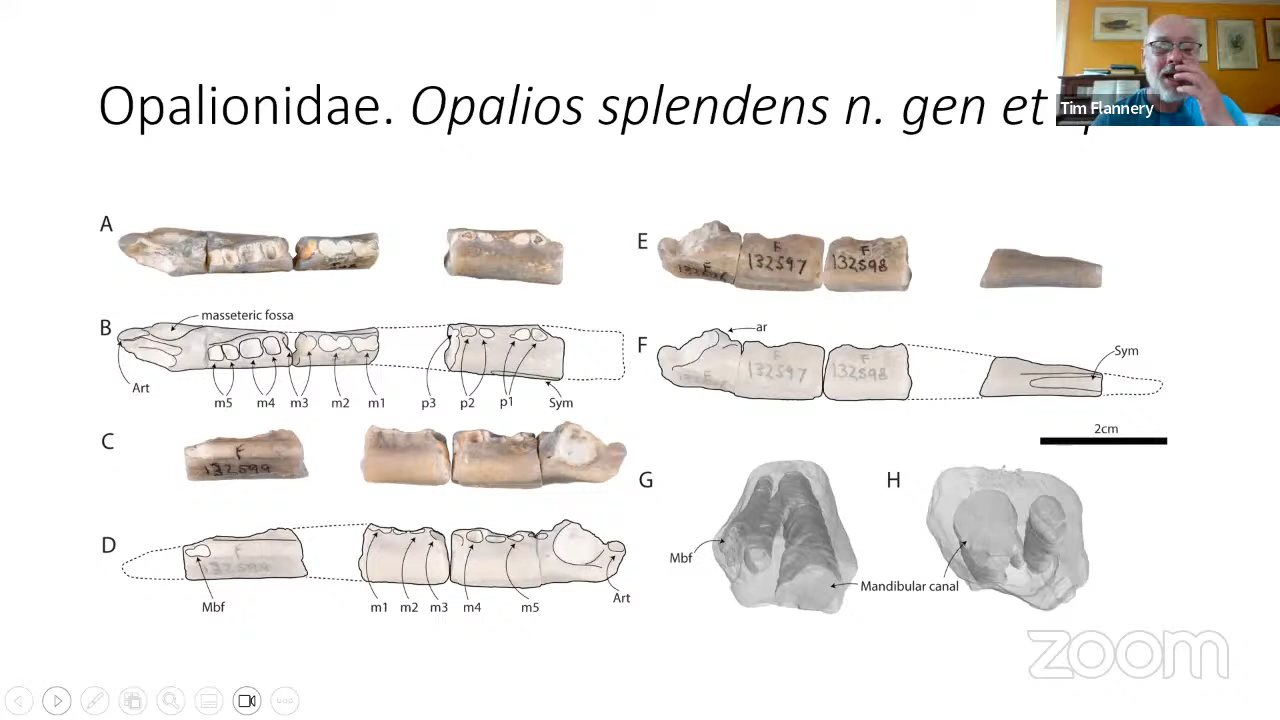 Opalionidae. Opalios splendens n. gen et
Tim Flannery
A
F
132597
F
132598
E
B
masseteric fossa
Art
m5 m4 m3 m2 m1 p3 p2 p1 Sym
F
ar
132597
132598
Sym
2cm
C
F
132599
D
F
132599
Mbf
m1 m2 m3 m4 m5 Art
G
Mbf
Mandibular canal
H
zoom